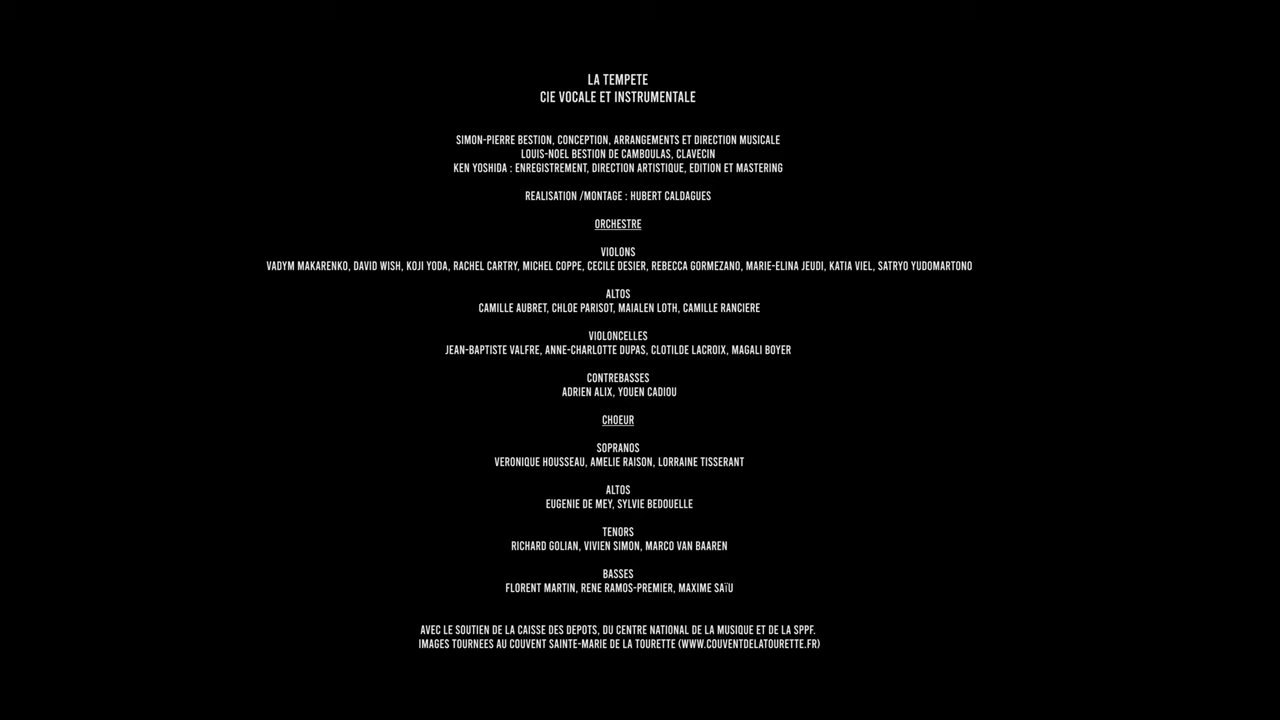 LA TEMPETE
CIE VOCALE ET INSTRUMENTALE
SIMON-PIERRE BESTION, CONCEPTION, ARRANGEMENTS ET DIRECTION MUSICALE
LOUIS-NOEL BESTION DE CAMBOULAS, CLAVECIN
KEN YOSHIDA : ENREGISTREMENT, DIRECTION ARTISTIQUE, EDITION ET MASTERING
REALISATION /MONTAGE : HUBERT CALDAGUES
ORCHESTRE
VIOLONS
VADYM MAKARENKO, DAVID WISH, KOJI YODA, RACHEL CARTRY, MICHEL COPPE, CECILE DESIER, REBECCA GORMEZANO, MARIE-ELINA JEUDI, KATIA VIEL, SATRYO YUDOMARTONO
ALTOS
CAMILLE AUBRET, CHLOE PARISOT, MAIALEN LOTH, CAMILLE RANCIERE
VIOLONCELLES
JEAN-BAPTISTE VALFRE, ANNE-CHARLOTTE DUPAS, CLOTILDE LACROIX, MAGALI BOYER
CONTREBASSES
ADRIEN ALIX, YOUEN CADIOU
CHOEUR
SOPRANOS
VERONIQUE HOUSSEAU, AMELIE RAISON, LORRAINE TISSERANT
ALTOS
EUGENIE DE MEY, SYLVIE BEDOUELLE
TENORS
RICHARD GOLIAN, VIVIEN SIMON, MARCO VAN BAAREN
BASSES
FLORENT MARTIN, RENE RAMOS-PREMIER, MAXIME SAïU
AVEC LE SOUTIEN DE LA CAISSE DES DEPOTS, DU CENTRE NATIONAL DE LA MUSIQUE ET DE LA SPPF.
IMAGES TOURNEES AU COUVENT SAINTE-MARIE DE LA TOURETTE (WWW.COUVENTDELATOURETTE.FR)